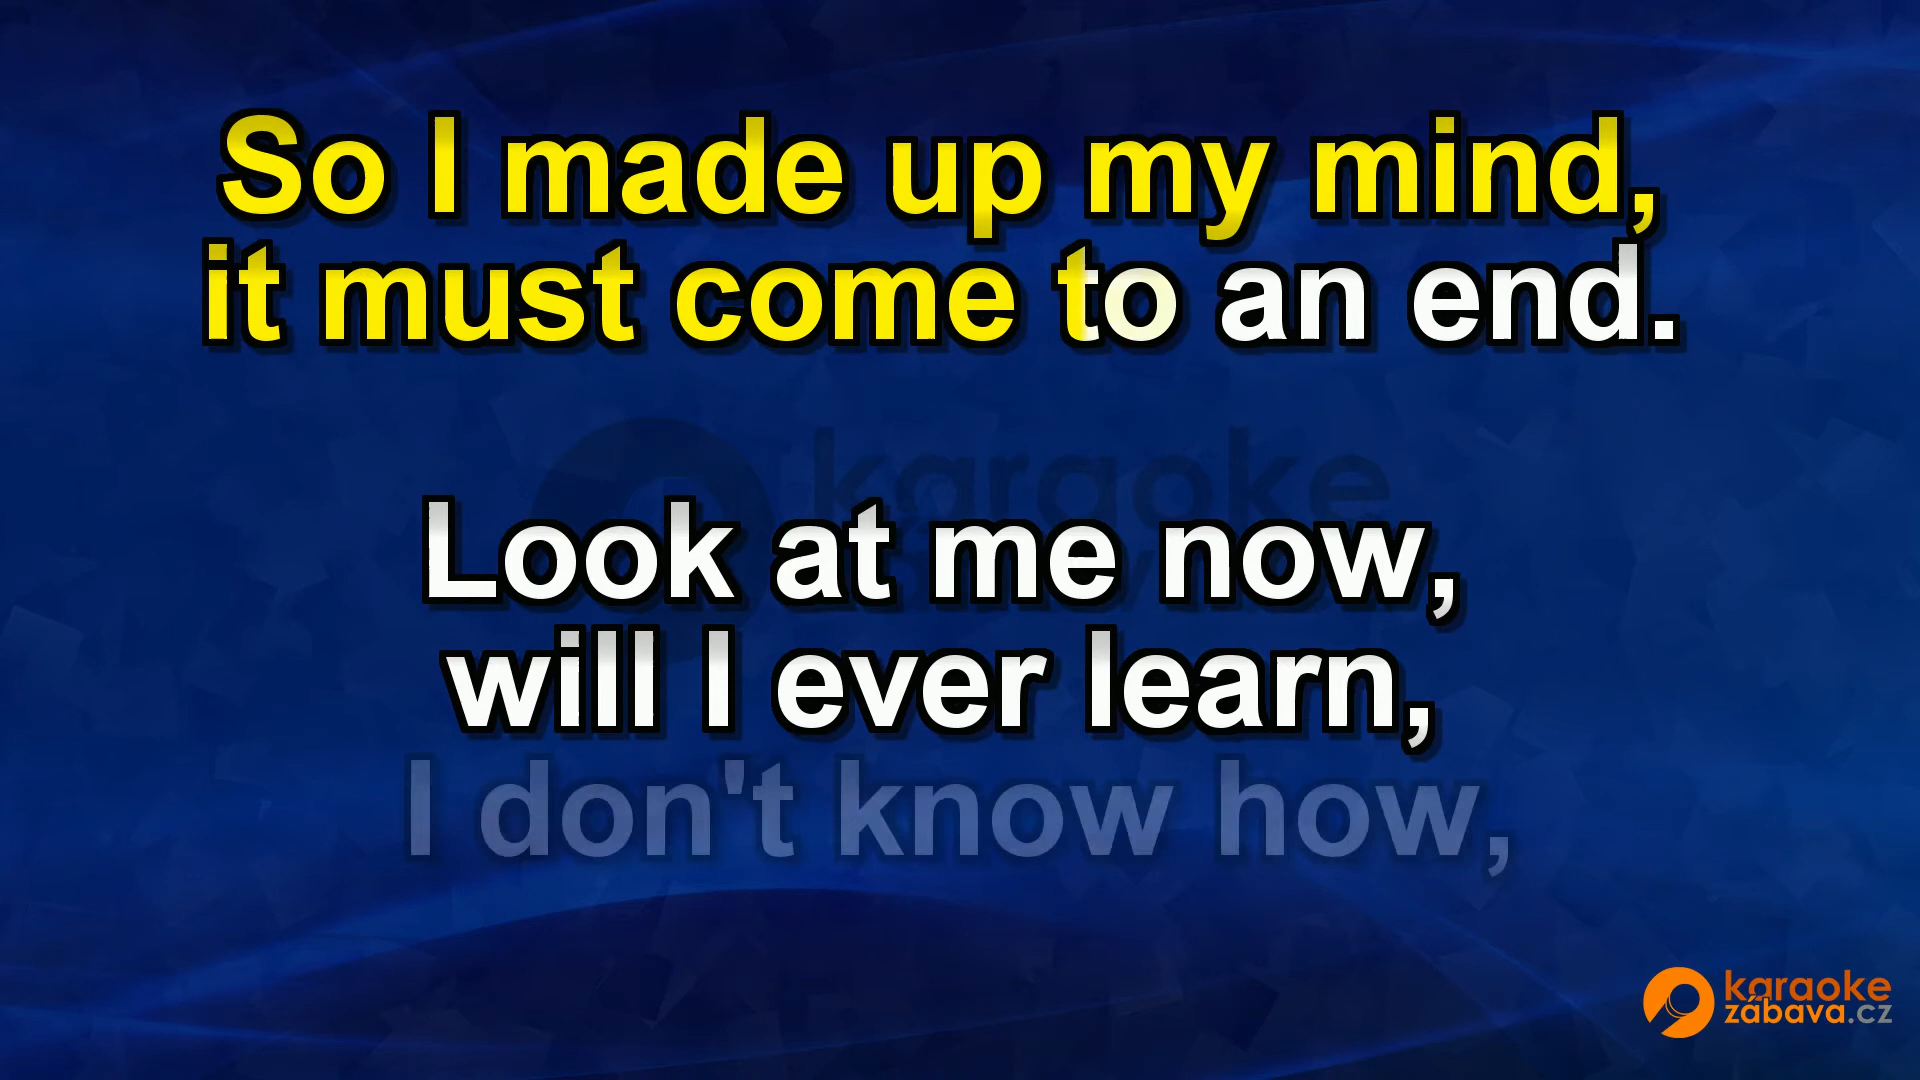 So I made up my mind,
it must come to an end.
karaoke
Look at me now,
will I ever learn,
I don't know how,
karaoke
zábava.cz